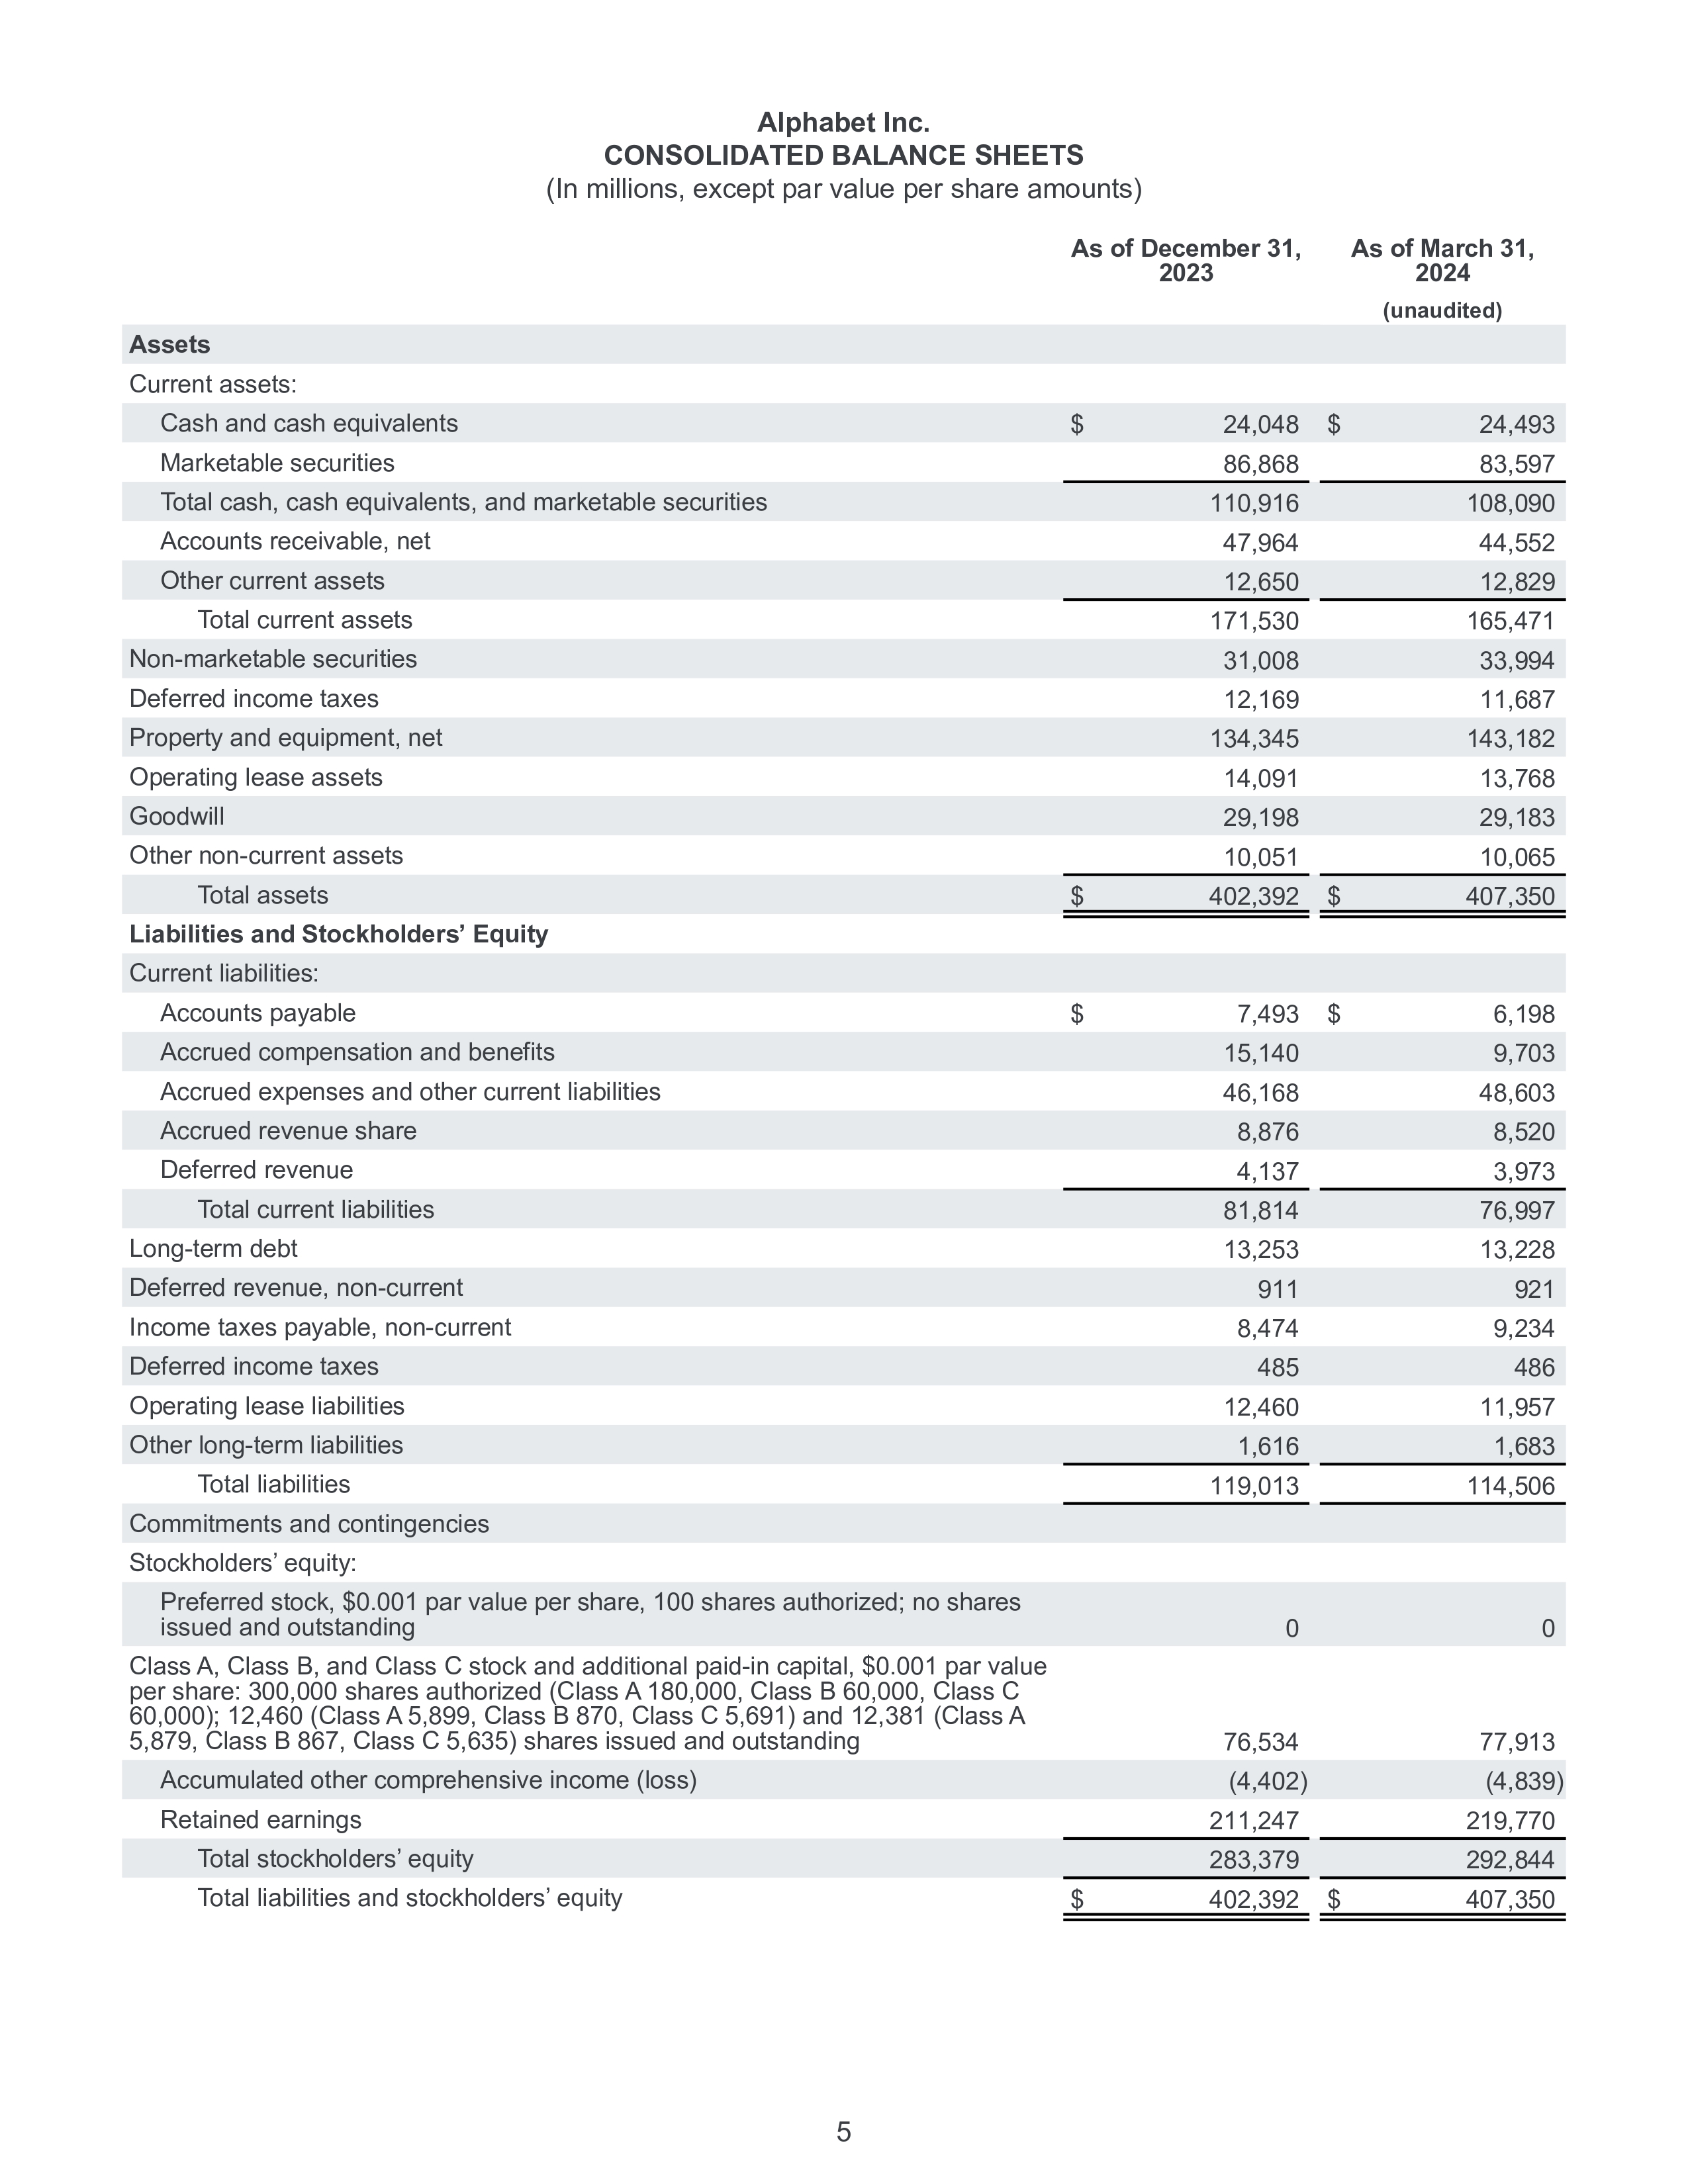 Alphabet Inc.
CONSOLIDATED BALANCE SHEETS
(In millions, except par value per share amounts)
As of December 31, 2023 As of March 31, 2024
(unaudited)
Assets
Current assets:
Cash and cash equivalents $ 24,048 $ 24,493
Marketable securities 86,868 83,597
Total cash, cash equivalents, and marketable securities 110,916 108,090
Accounts receivable, net 47,964 44,552
Other current assets 12,650 12,829
Total current assets 171,530 165,471
Non-marketable securities 31,008 33,994
Deferred income taxes 12,169 11,687
Property and equipment, net 134,345 143,182
Operating lease assets 14,091 13,768
Goodwill 29,198 29,183
Other non-current assets 10,051 10,065
Total assets $ 402,392 $ 407,350
Liabilities and Stockholders’ Equity
Current liabilities:
Accounts payable $ 7,493 $ 6,198
Accrued compensation and benefits 15,140 9,703
Accrued expenses and other current liabilities 46,168 48,603
Accrued revenue share 8,876 8,520
Deferred revenue 4,137 3,973
Total current liabilities 81,814 76,997
Long-term debt 13,253 13,228
Deferred revenue, non-current 911 921
Income taxes payable, non-current 8,474 9,234
Deferred income taxes 485 486
Operating lease liabilities 12,460 11,957
Other long-term liabilities 1,616 1,683
Total liabilities 119,013 114,506
Commitments and contingencies
Stockholders’ equity:
Preferred stock, $0.001 par value per share, 100 shares authorized; no shares
issued and outstanding 0 0
Class A, Class B, and Class C stock and additional paid-in capital, $0.001 par value
per share: 300,000 shares authorized (Class A 180,000, Class B 60,000, Class C
60,000); 12,460 (Class A 5,899, Class B 870, Class C 5,691) and 12,381 (Class A
5,879, Class B 867, Class C 5,635) shares issued and outstanding 76,534 77,913
Accumulated other comprehensive income (loss) (4,402) (4,839)
Retained earnings 211,247 219,770
Total stockholders’ equity 283,379 292,844
Total liabilities and stockholders’ equity $ 402,392 $ 407,350
5